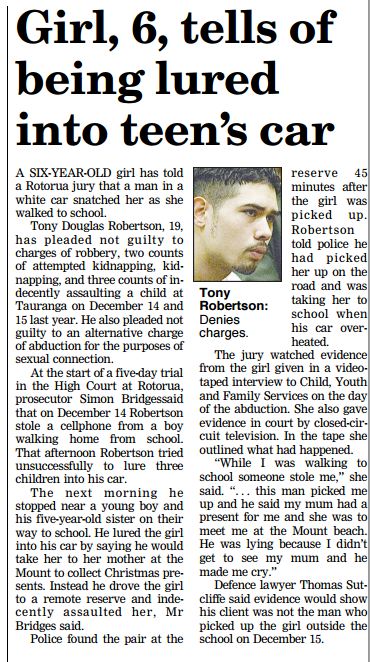 Girl, 6, tells of
being lured
into teen's car
A SIX-YEAR-OLD girl has told
a Rotorua jury that a man in a
white car snatched her as she
walked to school.
Tony Douglas Robertson, 19,
has pleaded not guilty to
charges of robbery, two counts
of attempted kidnapping, kid-
napping, and three counts of in-
decently assaulting a child at
Tauranga on December 14 and
15 last year. He also pleaded not
guilty to an alternative charge
of abduction for the purposes of
sexual connection.
At the start of a five-day trial
in the High Court at Rotorua,
prosecutor Simon Bridgessaid
that on December 14 Robertson
stole a cellphone from a boy
walking home from school.
That afternoon Robertson tried
unsuccessfully to lure three
children into his car.
The next morning he
stopped near a young boy and
his five-year-old sister on their
way to school. He lured the girl
into his car by saying he would
take her to her mother at the
Mount to collect Christmas pre-
sents. Instead he drove the girl
to a remote reserve and inde-
cently assaulted her, Mr
Bridges said.
Police found the pair at the
Tony
Robertson:
Denies
charges.
reserve 45
minutes after
the girl was
picked up.
Robertson
told police he
had picked
her up on the
road and was
taking her to
school when
his car over-
heated.
The jury watched evidence
from the girl given in a video-
taped interview to Child, Youth
and Family Services on the day
of the abduction. She also gave
evidence in court by closed-cir-
cuit television. In the tape she
outlined what had happened.
"While I was walking to
school someone stole me," she
said. ". . . this man picked me
up and he said my mum had a
present for me and she was to
meet me at the Mount beach.
He was lying because I didn't
get to see my mum and he
made me cry."
Defence lawyer Thomas Sut-
cliffe said evidence would show
his client was not the man who
picked up the girl outside the
school on December 15.